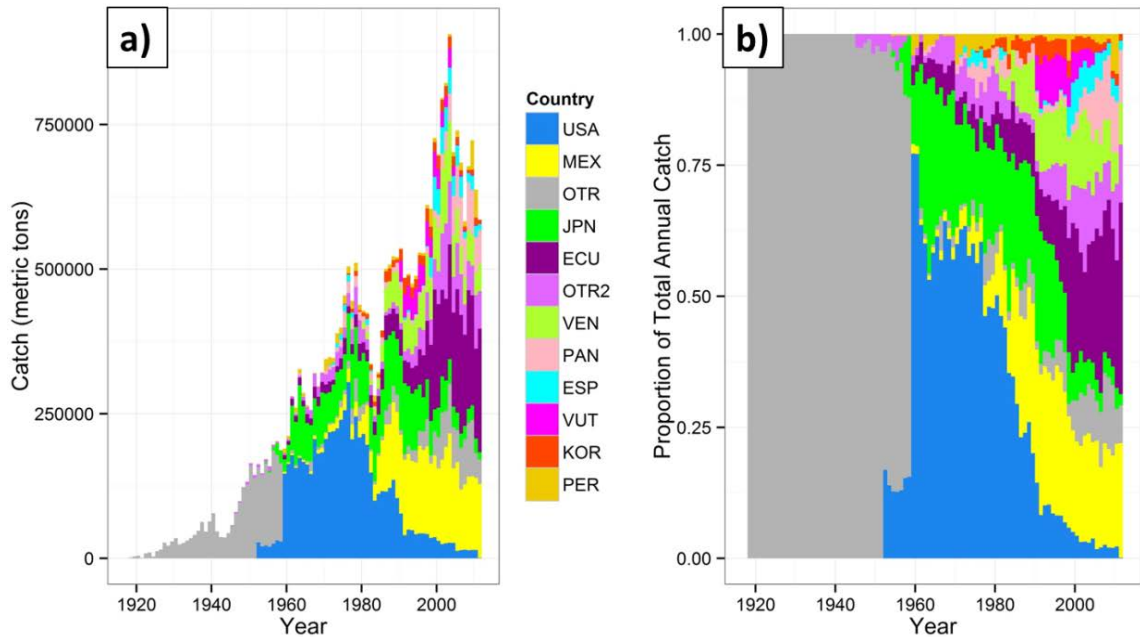 a)
Catch (metric tons)
750000
500000
250000
0
1920 1940 1960 1980 2000
Year
Country
USA
MEX
OTR
JPN
ECU
OTR2
VEN
PAN
ESP
VUT
KOR
PER
b)
Proportion of Total Annual Catch
1.00
0.75
0.50
0.25
0.00
1920 1940 1960 1980 2000
Year